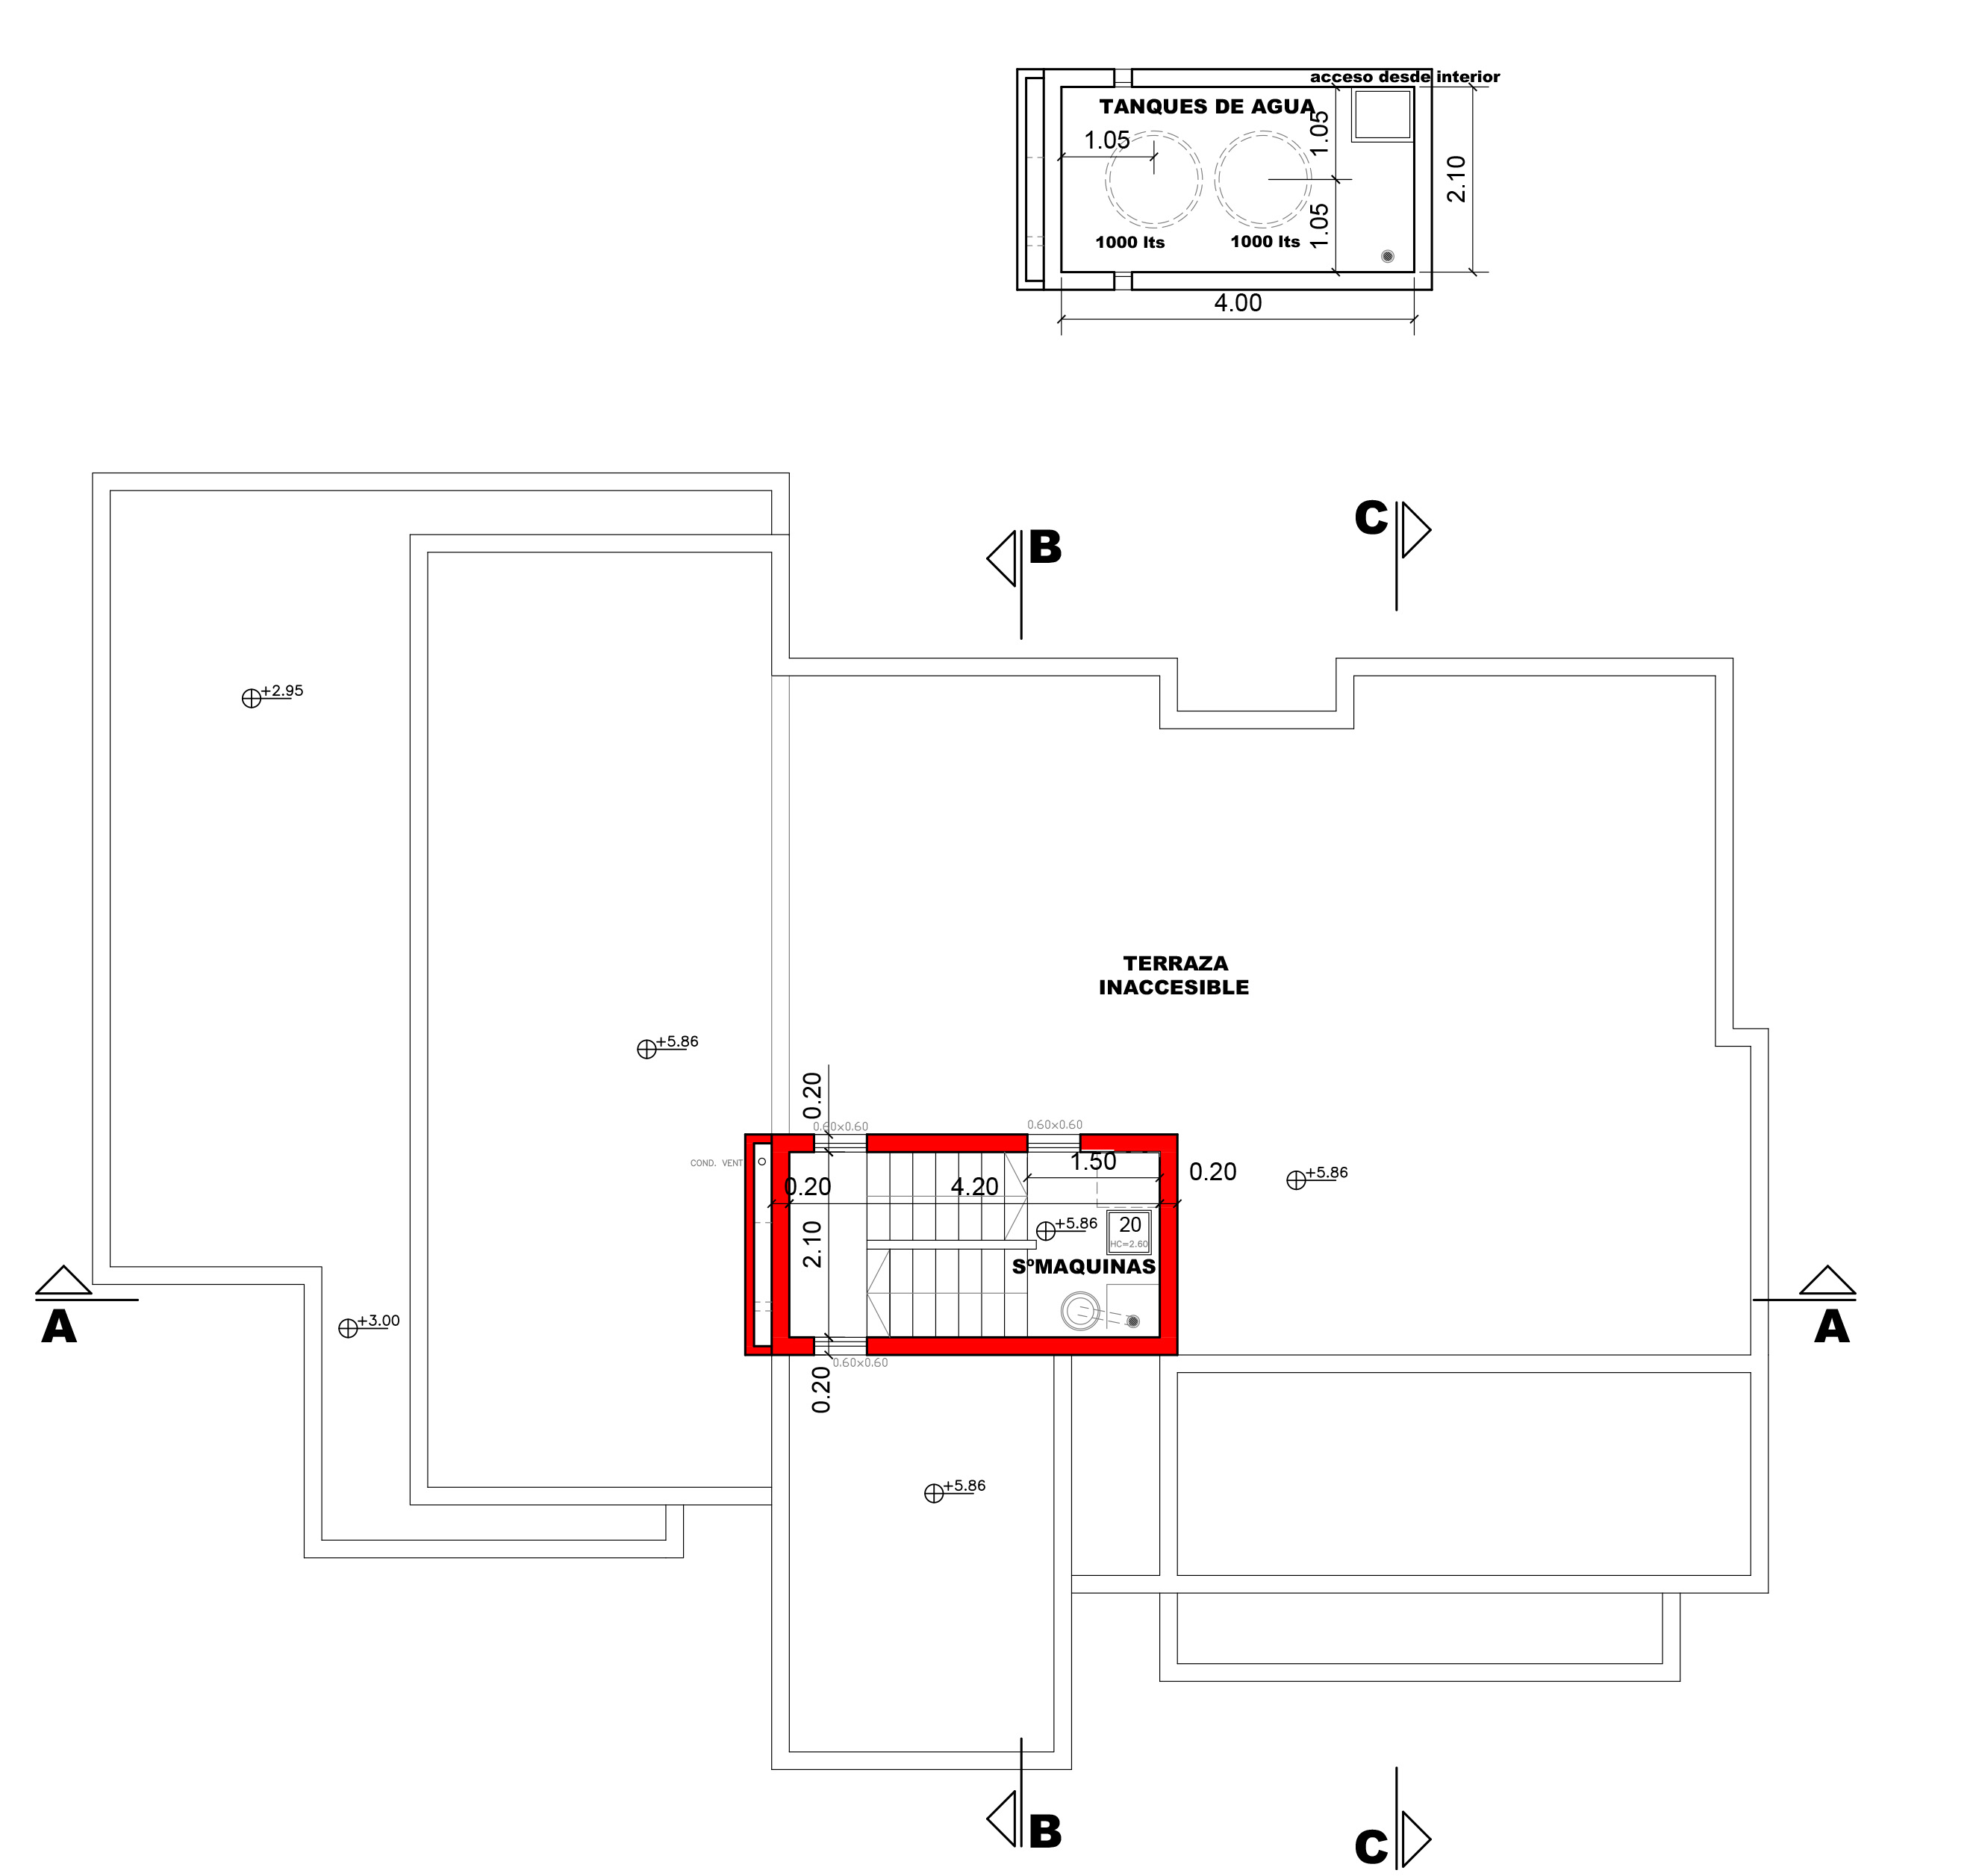 acceso desde interior
TANQUES DE AGUA
1.05
1.05
2.10
1.05
1000 lts
1000 lts
4.00
C
B
+2.95
TERRAZA
INACCESIBLE
+5.86
0.20
0.60x0.60
0.60x0.60
COND. VENT
1.50
0.20
+5.86
0.20
4.20
2.10
+5.86
20
HC=2.60
SºMAQUINAS
A
+3.00
A
0.60x0.60
0.20
+5.86
B
C